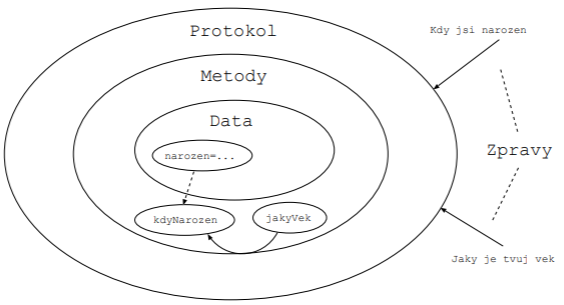 Protokol
Kdy jsi narozen
Metody
Data
narozen=...
Zpravy
kdyNarozen
jakyVek
Jaky je tvuj vek